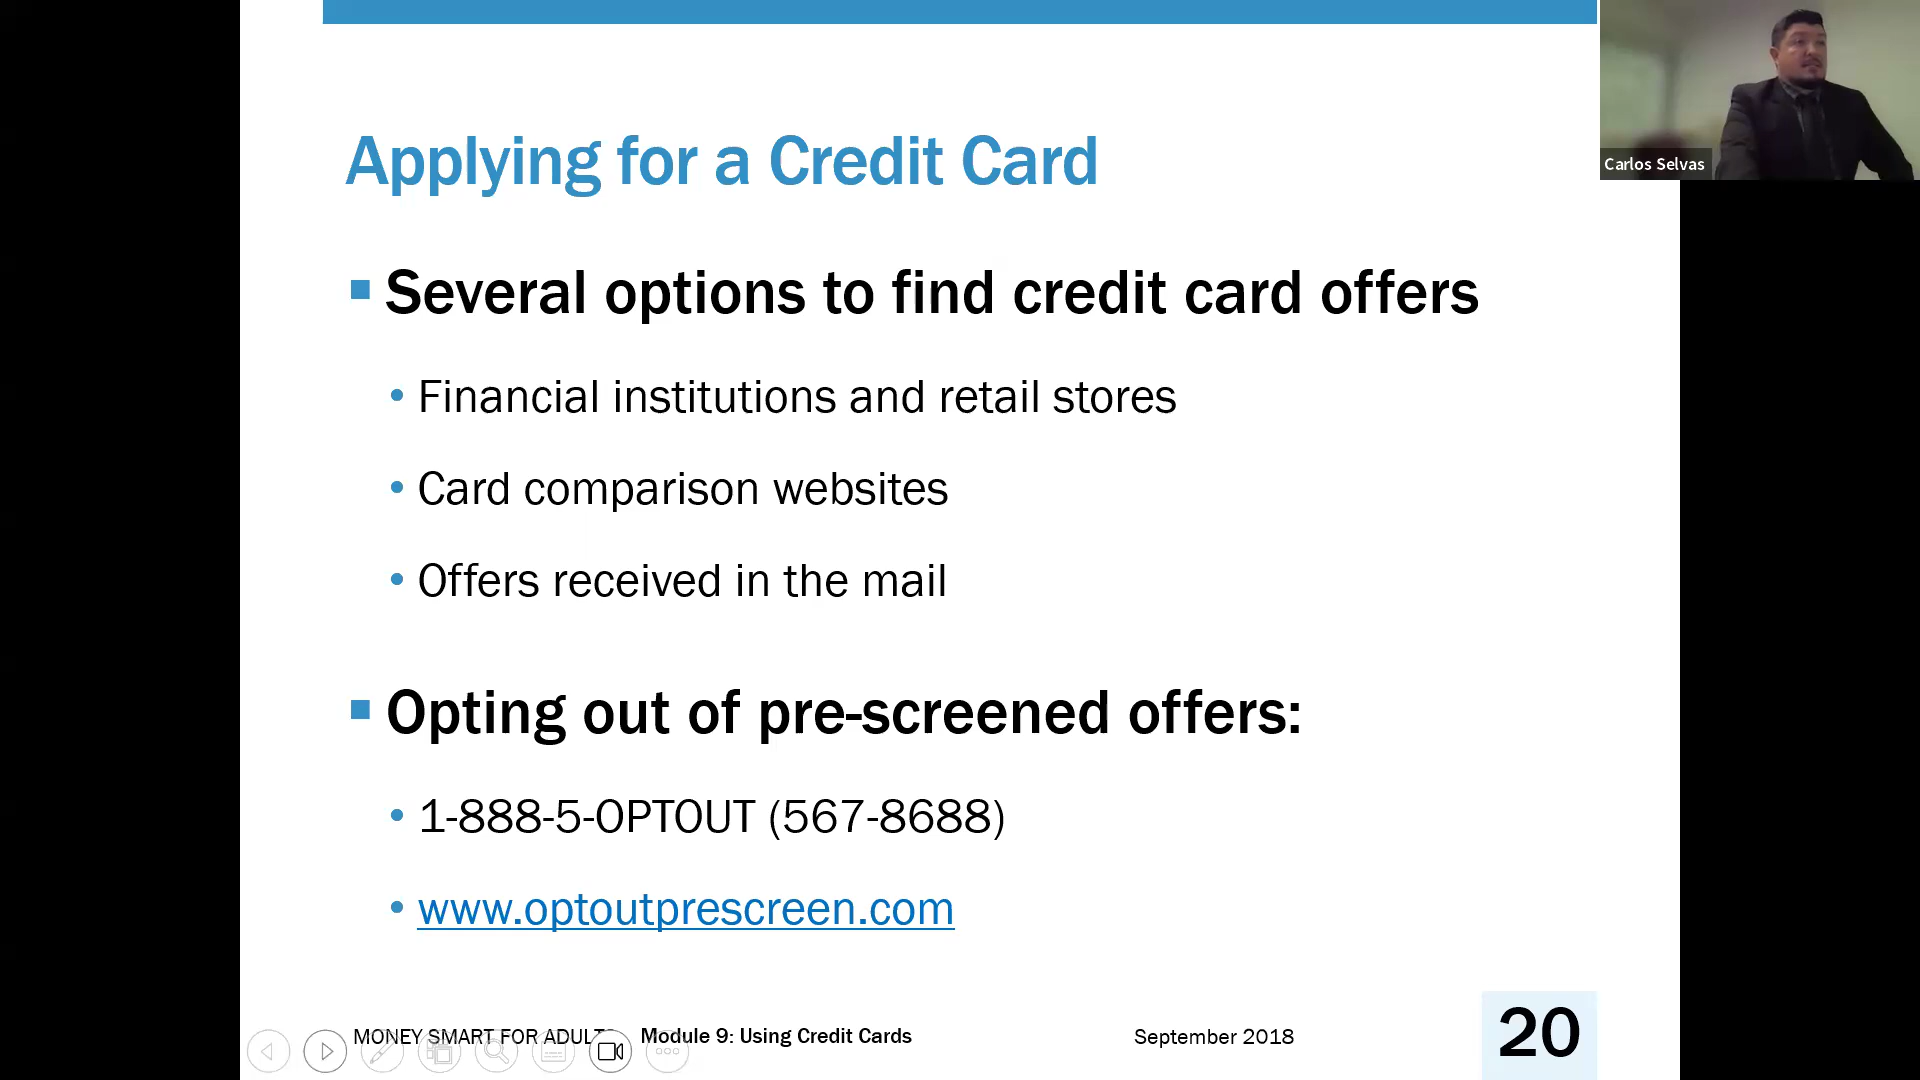 Applying for a Credit Card
Several options to find credit card offers
Financial institutions and retail stores
Card comparison websites
Offers received in the mail
Opting out of pre-screened offers:
1-888-5-OPTOUT (567-8688)
www.optoutprescreen.com
MONEY SMART FOR ADULTS Module 9: Using Credit Cards September 2018 20
Carlos Selvas